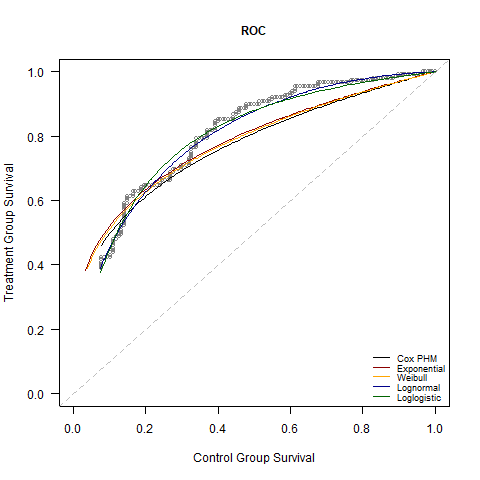 ROC
Treatment Group Survival
1.0
0.8
0.6
0.4
0.2
0.0
0.0 0.2 0.4 0.6 0.8 1.0
Control Group Survival
Cox PHM
Exponential
Weibull
Lognormal
Loglogistic